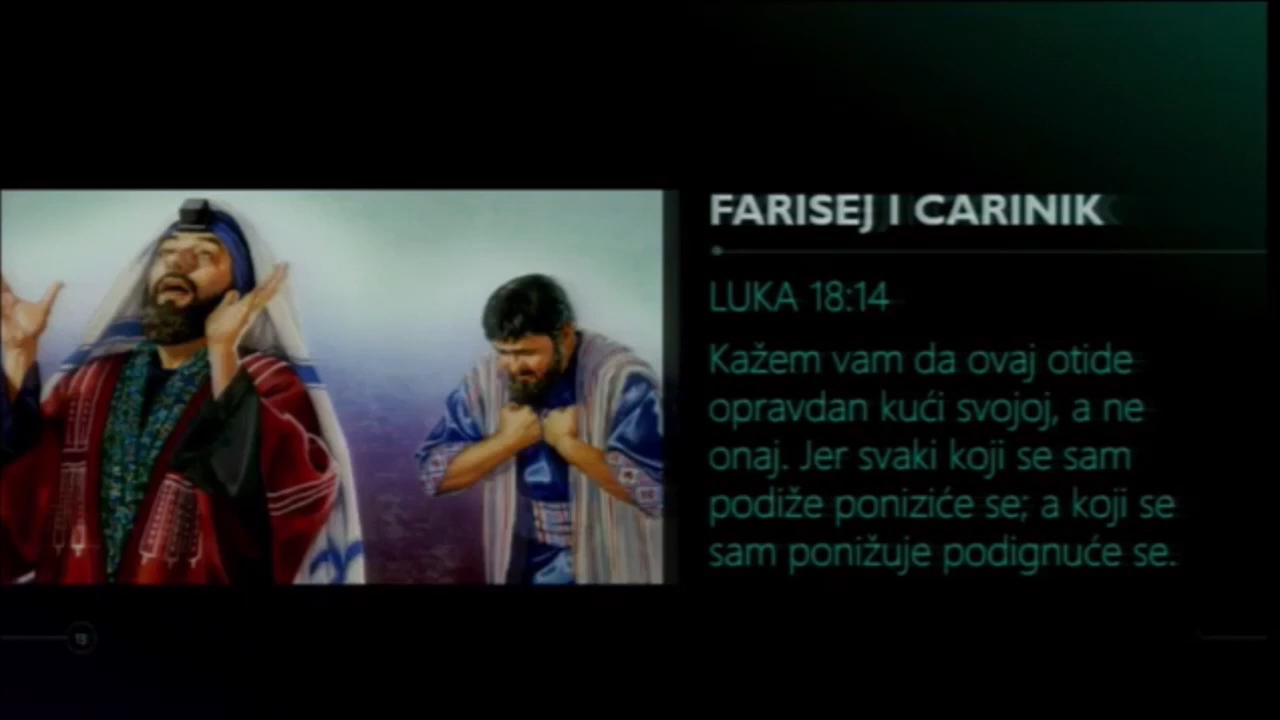 FARISEJ I CARINIK
LUKA 18:14
Kažem vam da ovaj otide
opravdan kući svojoj, a ne
onaj. Jer svaki koji se sam
podiže poniziće se; a koji se
sam ponižuje podignuće se.